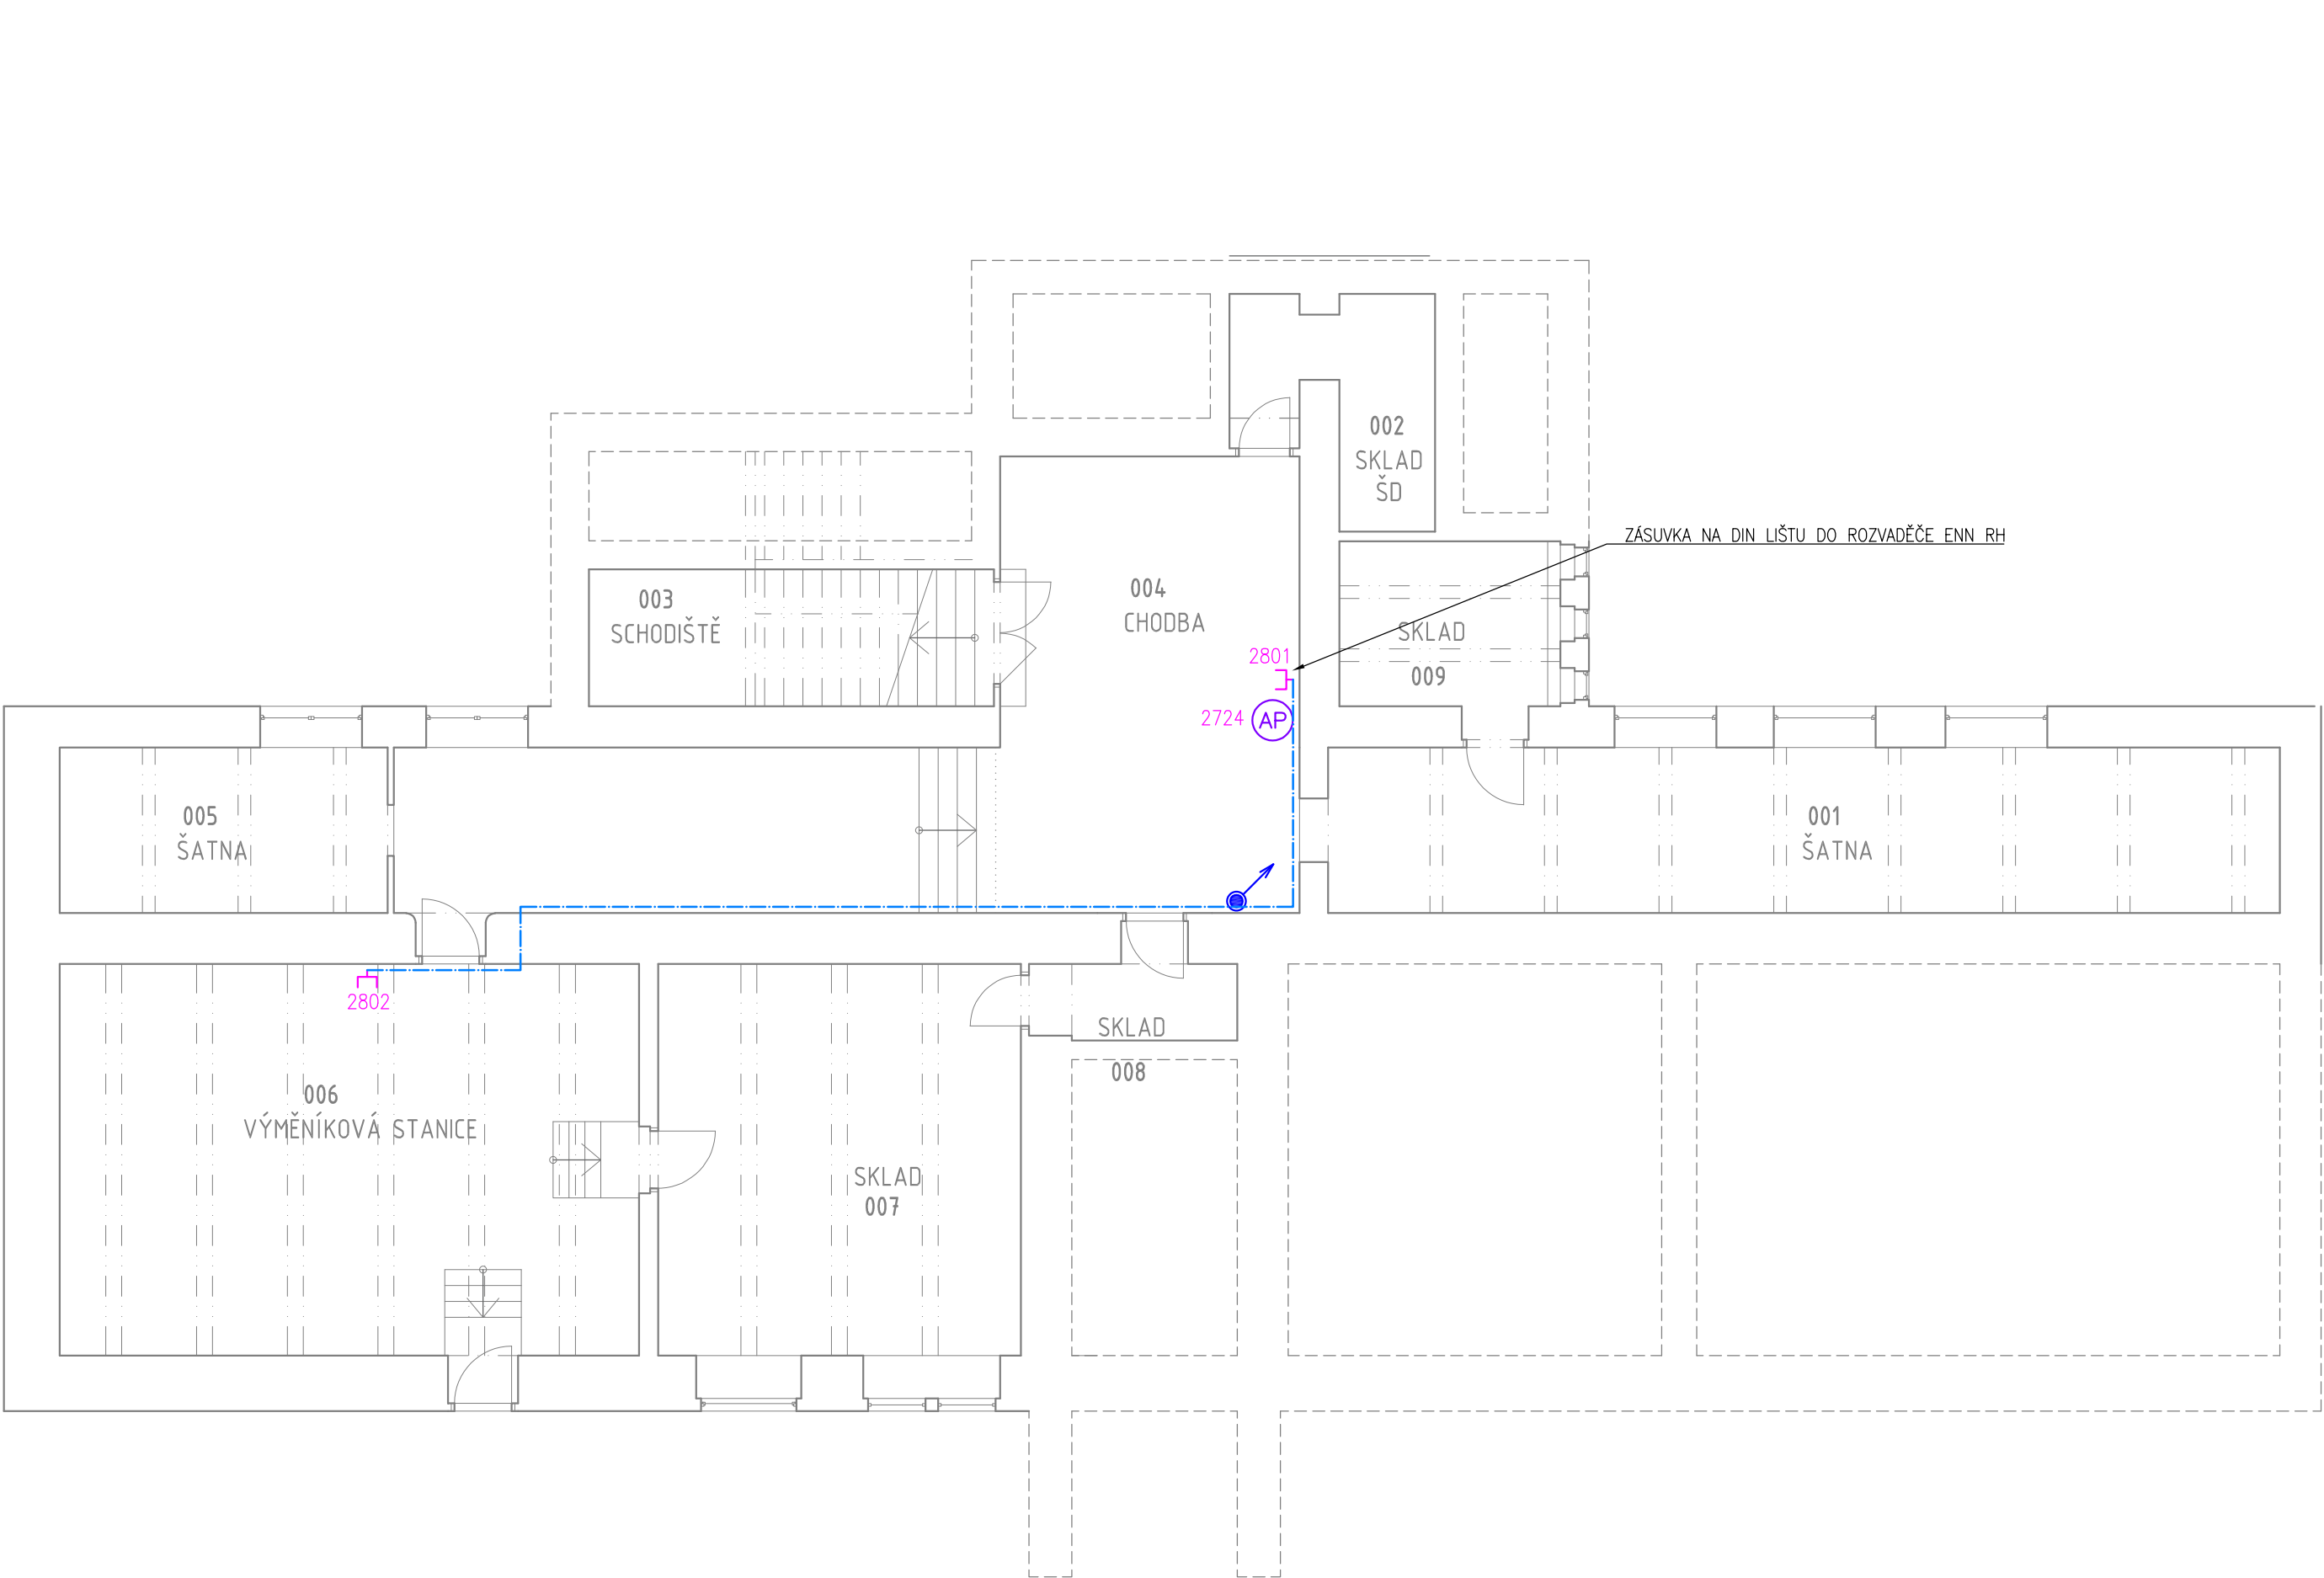 002
SKLAD
ŠD
ZÁSUVKA NA DIN LIŠTU DO ROZVADĚČE ENN RH
003
SCHODIŠTĚ
004
CHODBA
SKLAD
009
2801
2724
AP
005
ŠATNA
001
ŠATNA
2802
SKLAD
008
006
VÝMĚNÍKOVÁ STANICE
SKLAD
007